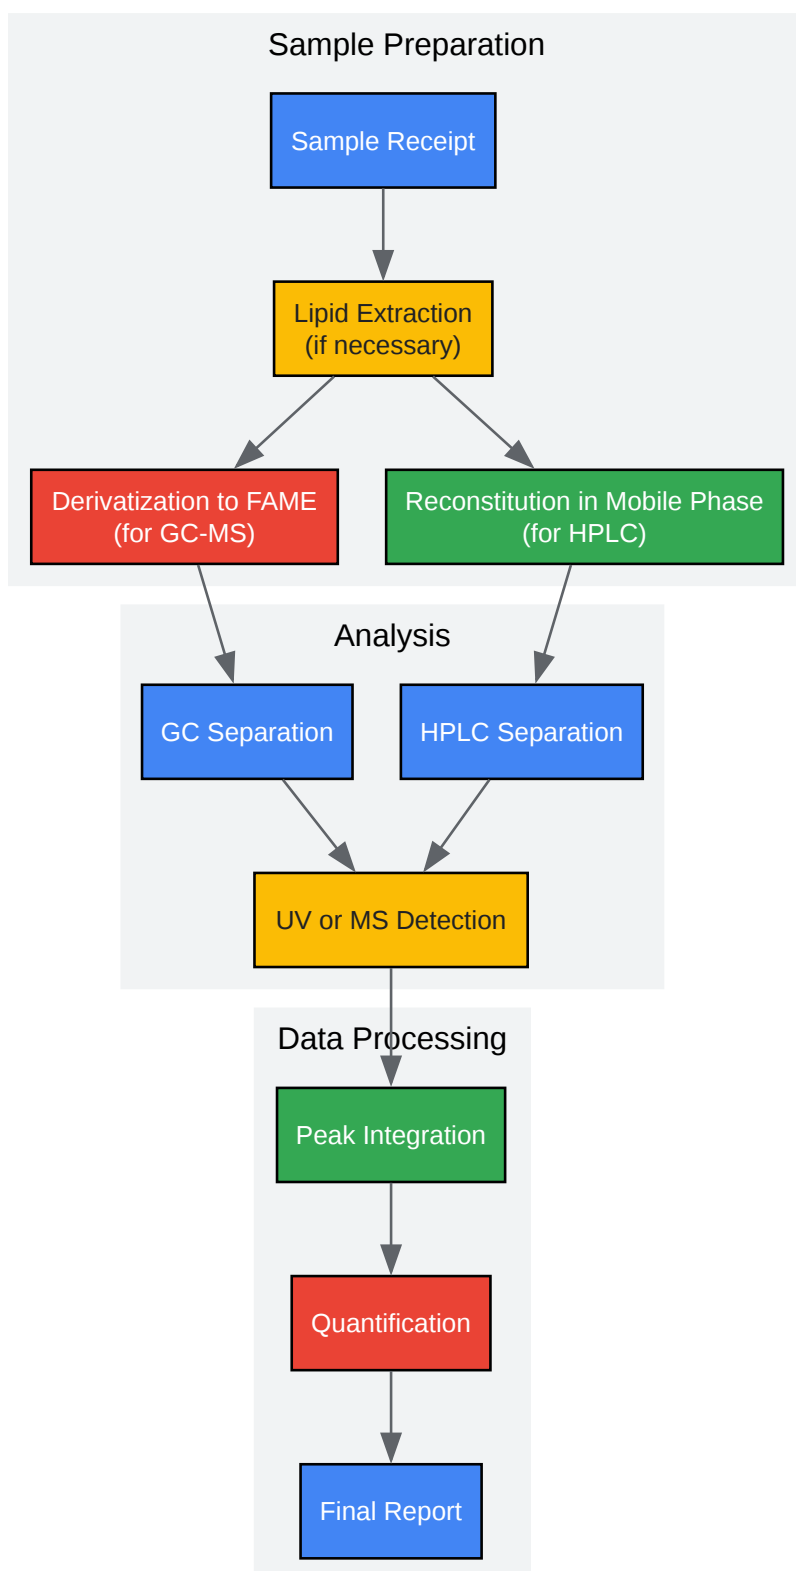 Sample Preparation
Sample Receipt
Lipid Extraction
(if necessary)
Derivatization to FAME
(for GC-MS)
Reconstitution in Mobile Phase
(for HPLC)
Analysis
GC Separation
HPLC Separation
UV or MS Detection
Data Processing
Peak Integration
Quantification
Final Report